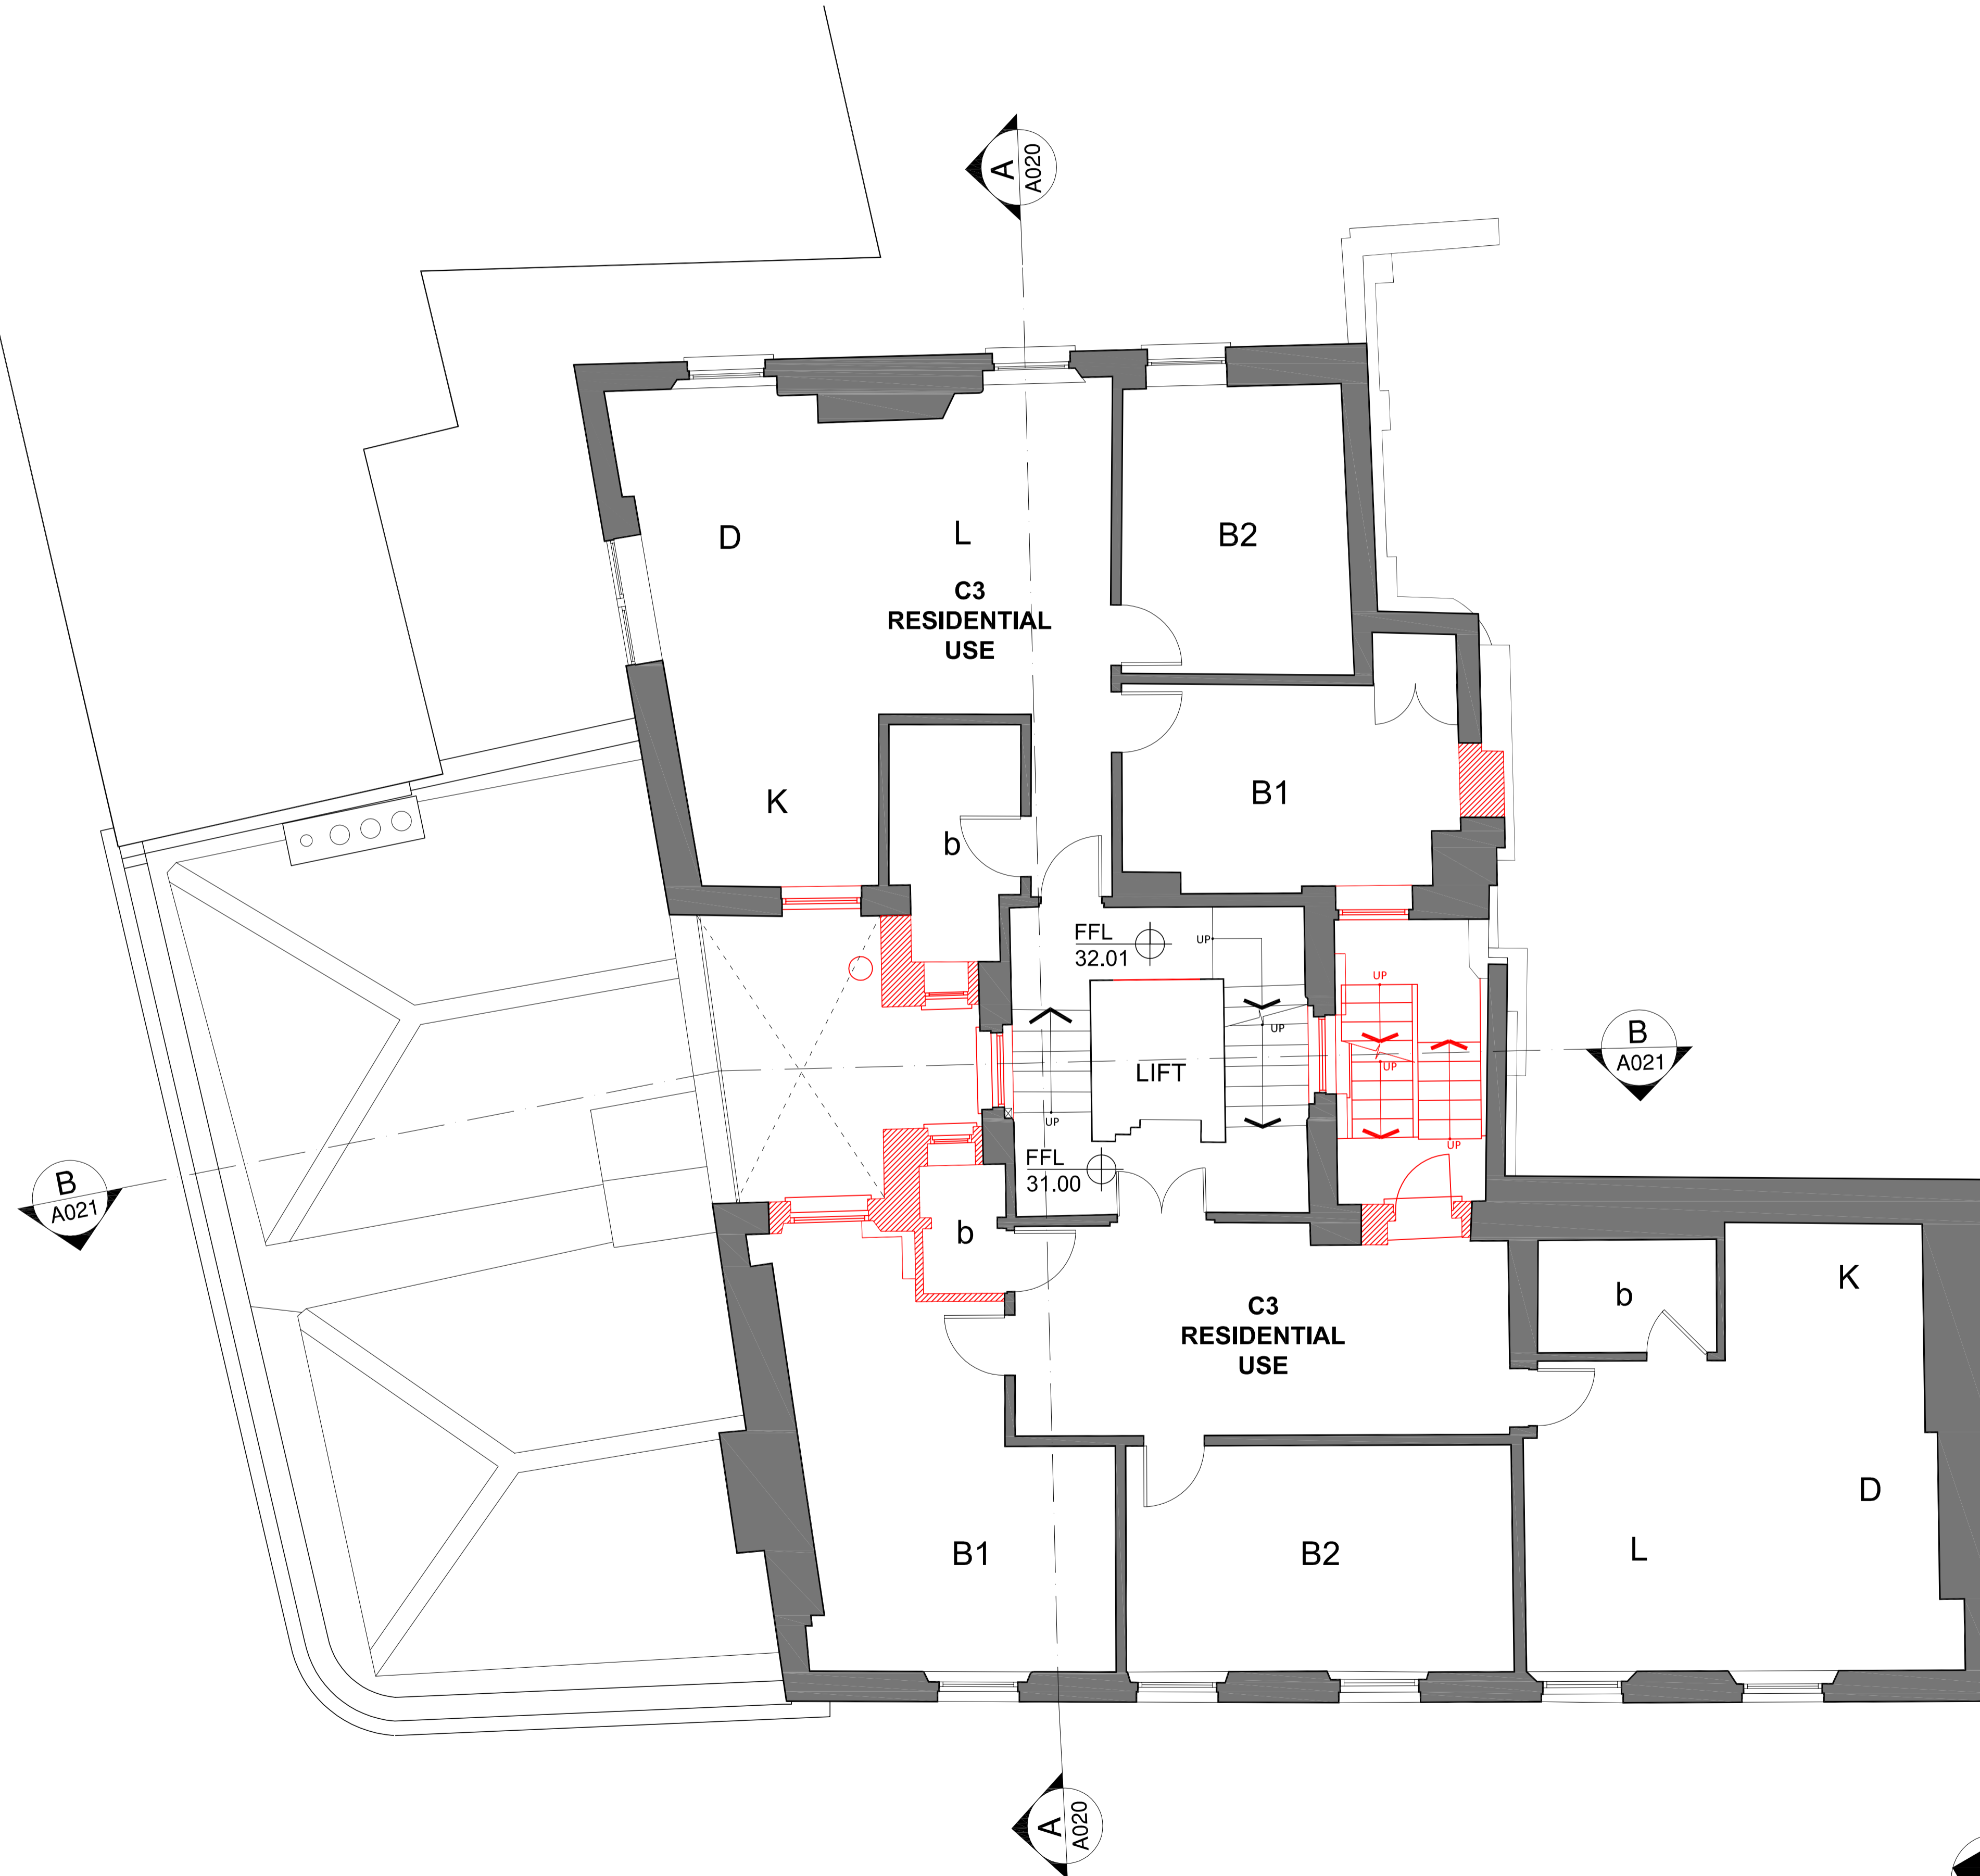 A
A020
D
L
B2
C3
RESIDENTIAL
USE
K
B1
b
FFL
32.01
UP
UP
UP
LIFT
UP
UP
B
A021
UP
FFL
31.00
B
A021
b
b
K
C3
RESIDENTIAL
USE
D
B1
B2
L
A
A020